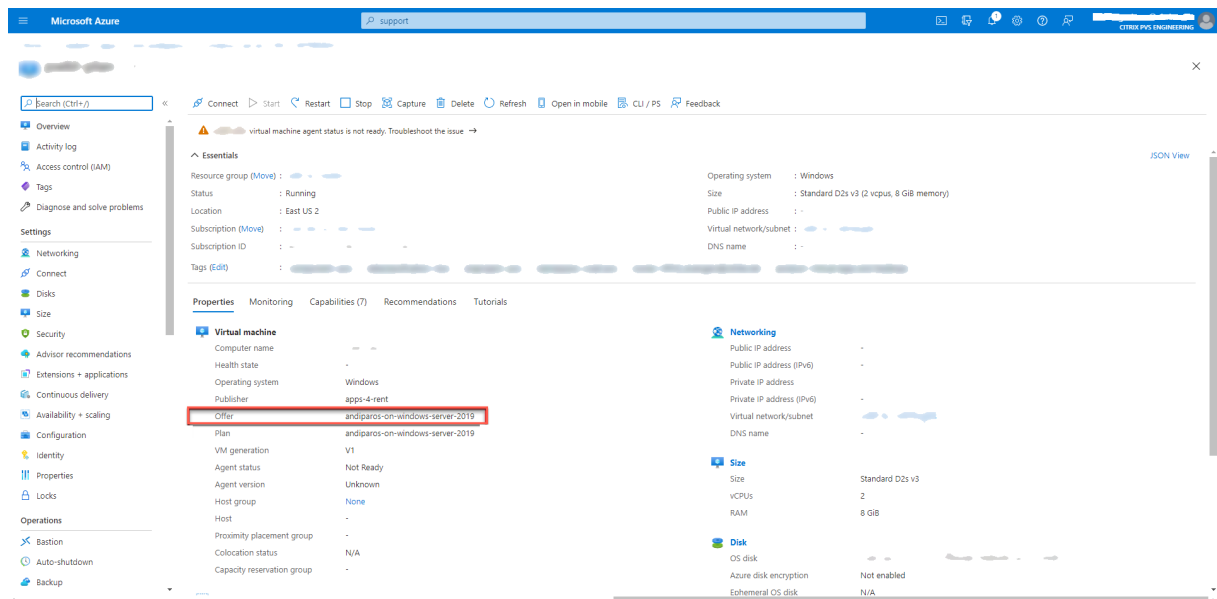 Microsoft Azure
support
1
CITRIX PVS ENGINEERING
Search (Ctrl+/)
Connect Start Restart Stop Capture Delete Refresh Open in mobile CLI / PS Feedback
virtual machine agent status is not ready. Troubleshoot the issue →
Essentials
JSON View
Resource group (Move) :
Status : Running
Location : East US 2
Subscription (Move) :
Subscription ID :
Tags (Edit) :
Operating system : Windows
Size : Standard D2s v3 (2 vcpus, 8 GiB memory)
Public IP address : -
Virtual network/subnet :
DNS name : -
Overview
Activity log
Access control (IAM)
Tags
Diagnose and solve problems
Settings
Networking
Connect
Disks
Size
Security
Advisor recommendations
Extensions + applications
Continuous delivery
Availability + scaling
Configuration
Identity
Properties
Locks
Operations
Bastion
Auto-shutdown
Backup
Properties Monitoring Capabilities (7) Recommendations Tutorials
Virtual machine
Computer name
Health state -
Operating system Windows
Publisher apps-4-rent
Offer andiparos-on-windows-server-2019
Plan andiparos-on-windows-server-2019
VM generation V1
Agent status Not Ready
Agent version Unknown
Host group None
Host -
Proximity placement group -
Colocation status N/A
Capacity reservation group -
Networking
Public IP address -
Public IP address (IPv6) -
Private IP address
Private IP address (IPv6) -
Virtual network/subnet
DNS name -
Size
Size Standard D2s v3
vCPUs 2
RAM 8 GiB
Disk
OS disk
Azure disk encryption Not enabled
Ephemeral OS disk N/A